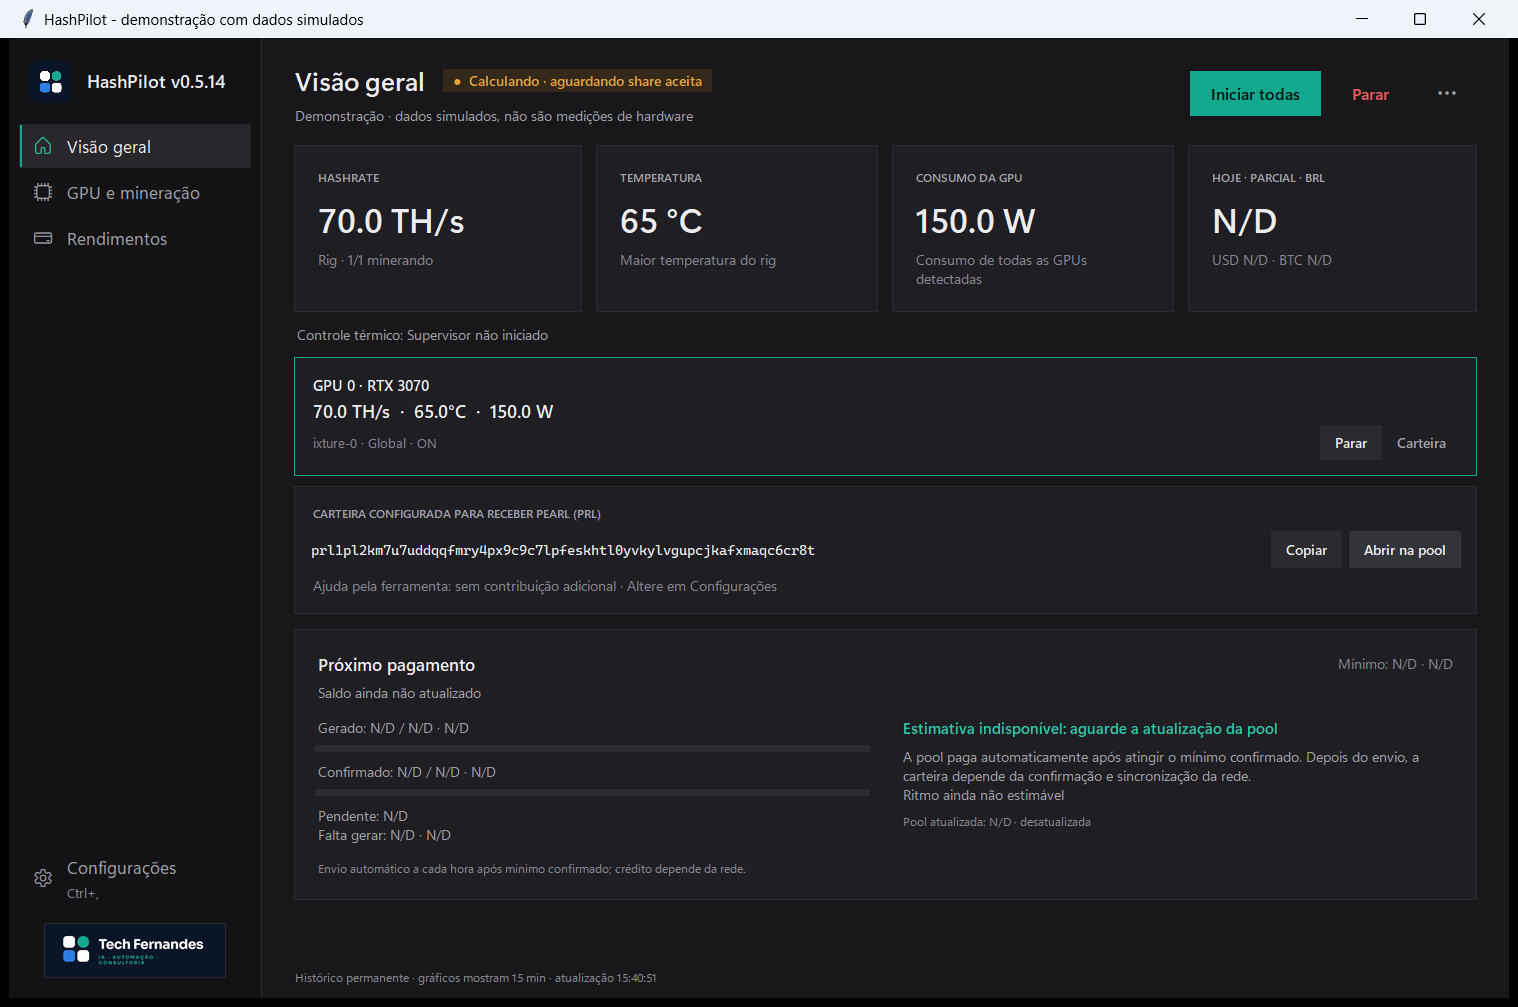 HashPilot - demonstração com dados simulados
HashPilot v0.5.14
Visão geral
GPU e mineração
Rendimentos
Configurações
Ctrl+,
Tech Fernandes
IA · AUTOMAÇÃO ·
CONSULTORIA
Visão geral
● Calculando · aguardando share aceita
Demonstração · dados simulados, não são medições de hardware
Iniciar todas
Parar
···
HASHRATE
70.0 TH/s
Rig · 1/1 minerando
TEMPERATURA
65 °C
Maior temperatura do rig
CONSUMO DA GPU
150.0 W
Consumo de todas as GPUs
detectadas
HOJE · PARCIAL · BRL
N/D
USD N/D · BTC N/D
Controle térmico: Supervisor não iniciado
GPU 0 · RTX 3070
70.0 TH/s · 65.0°C · 150.0 W
ixture-0 · Global · ON
Parar
Carteira
CARTEIRA CONFIGURADA PARA RECEBER PEARL (PRL)
prl1pl2km7u7uddqqfmry4px9c9c7lpfeskhtl0yvkylvgupcjkafxmaqc6cr8t
Copiar
Abrir na pool
Ajuda pela ferramenta: sem contribuição adicional · Altere em Configurações
Próximo pagamento
Mínimo: N/D · N/D
Saldo ainda não atualizado
Gerado: N/D / N/D · N/D
Confirmado: N/D / N/D · N/D
Pendente: N/D
Falta gerar: N/D · N/D
Envio automático a cada hora após mínimo confirmado; crédito depende da rede.
Estimativa indisponível: aguarde a atualização da pool
A pool paga automaticamente após atingir o mínimo confirmado. Depois do envio, a
carteira depende da confirmação e sincronização da rede.
Ritmo ainda não estimável
Pool atualizada: N/D · desatualizada
Histórico permanente · gráficos mostram 15 min · atualização 15:40:51